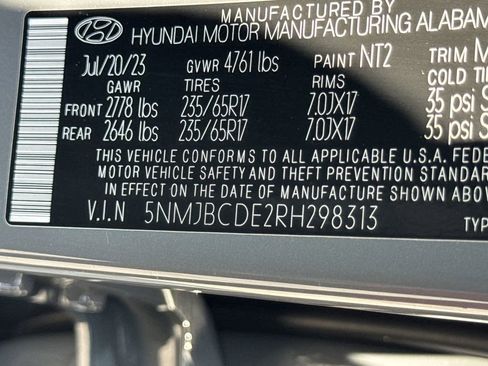 MANUFACTURED BY
HYUNDAI MOTOR MANUFACTURING ALABAM
Jul/20/23 GVWR 4761 lbs PAINT NT2 TRIM M
GAWR TIRES RIMS COLD TI
FRONT 2778 lbs 235/65R17 7.0JX17 35 psi S
REAR 2646 lbs 235/65R17 7.0JX17 35 psi S
THIS VEHICLE CONFORMS TO ALL APPLICABLE U.S.A. FEDE
MOTOR VEHICLE SAFETY AND THEFT PREVENTION STANDAR
IN EFFECT ON THE DATE OF MANUFACTURE SHOWN ABOV
V.I.N 5NMJBCDE2RH298313 TYP